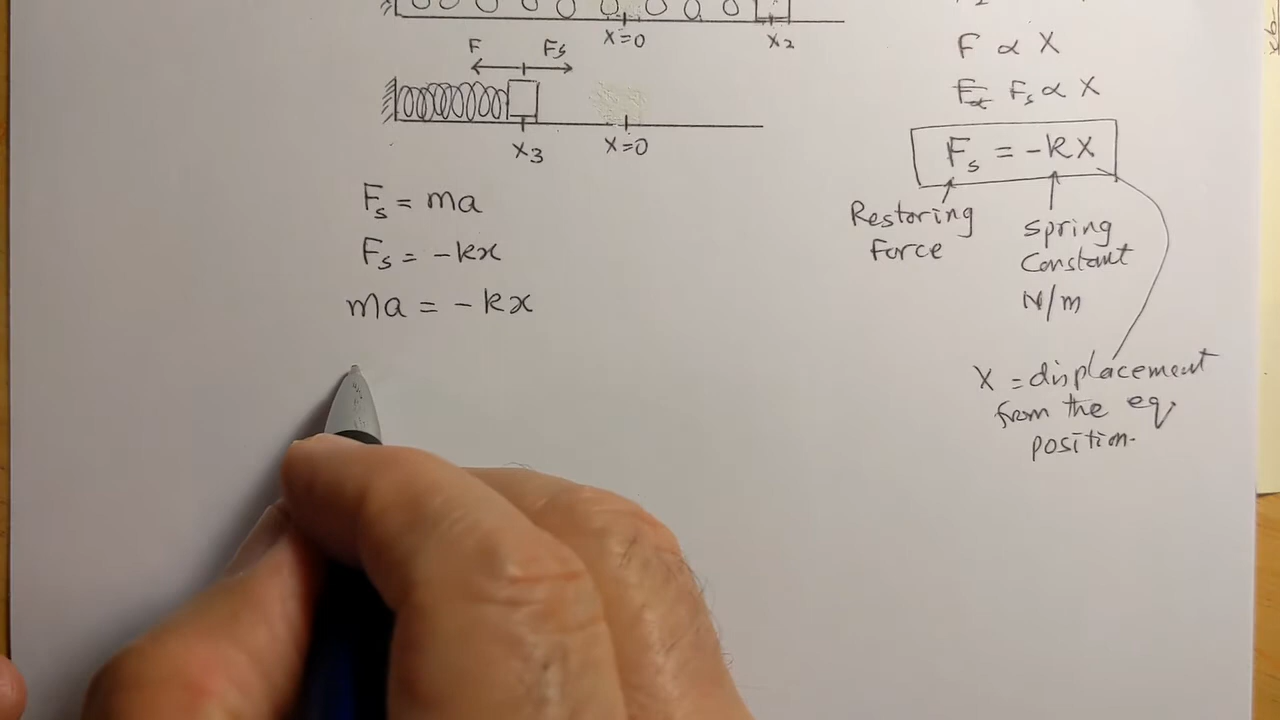 x=0
x2
F Fs
x3 x=0
Fs = ma
Fs = -kx
ma = -kx
F ∝ X
Fs ∝ X
Fs = -kX
Restoring
Force
Spring
Constant
N/m
X = displacement
from the eq.
position.